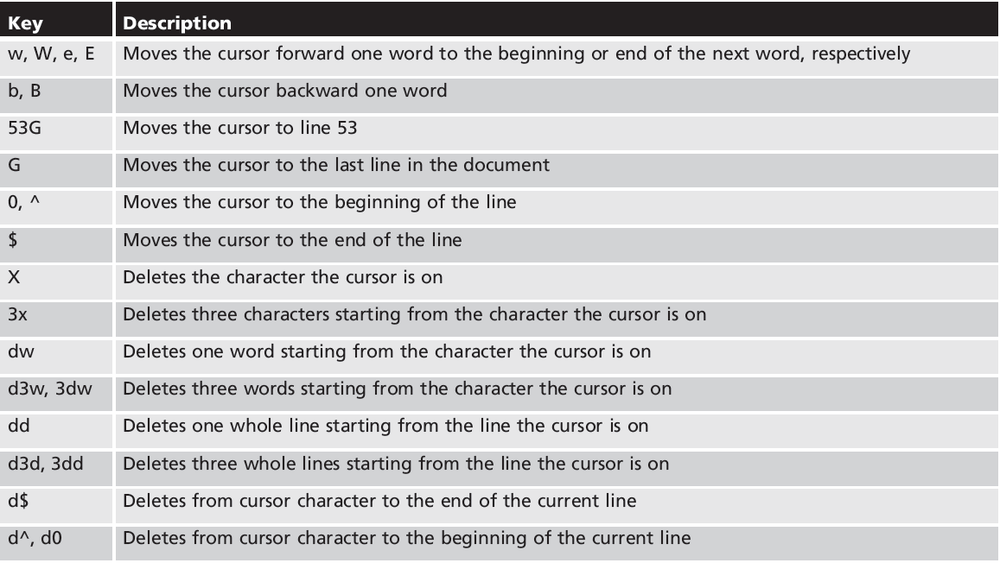 Key Description
w, W, e, E Moves the cursor forward one word to the beginning or end of the next word, respectively
b, B Moves the cursor backward one word
53G Moves the cursor to line 53
G Moves the cursor to the last line in the document
0, ^ Moves the cursor to the beginning of the line
$ Moves the cursor to the end of the line
X Deletes the character the cursor is on
3x Deletes three characters starting from the character the cursor is on
dw Deletes one word starting from the character the cursor is on
d3w, 3dw Deletes three words starting from the character the cursor is on
dd Deletes one whole line starting from the line the cursor is on
d3d, 3dd Deletes three whole lines starting from the line the cursor is on
d$ Deletes from cursor character to the end of the current line
d^, d0 Deletes from cursor character to the beginning of the current line